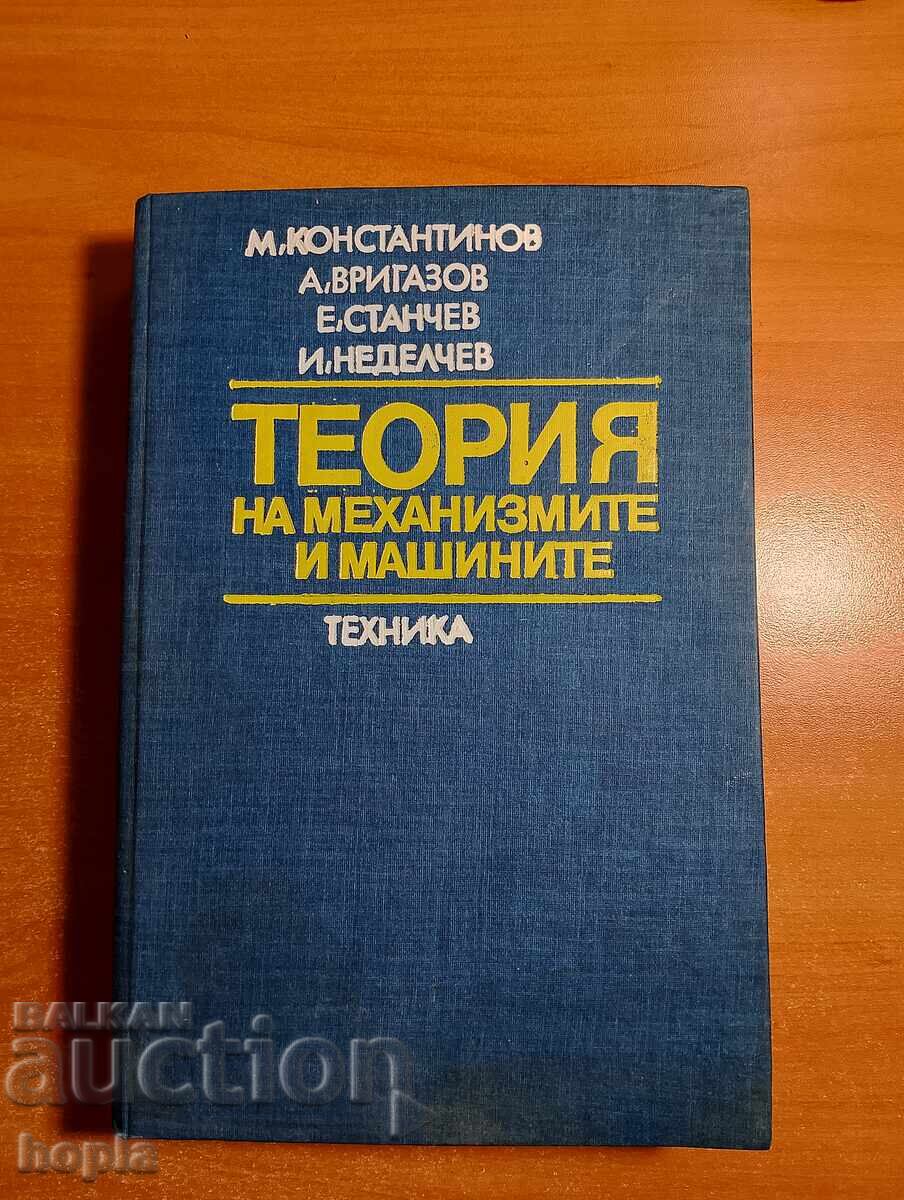 М. КОНСТАНТИНОВ
А. ВРИГАЗОВ
Е. СТАНЧЕВ
И. НЕДЕЛЧЕВ
ТЕОРИЯ
НА МЕХАНИЗМИТЕ
И МАШИНИТЕ
ТЕХНИКА
BALKAN
auction
hopla